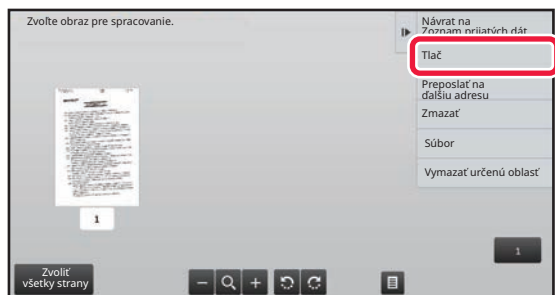 Zvoľte obraz pre spracovanie.
Návrat na
Zoznam prijatých dát
Tlač
Preposlať na
ďalšiu adresu
Zmazať
Súbor
Vymazať určenú oblasť
1
1
Zvoliť
všetky strany